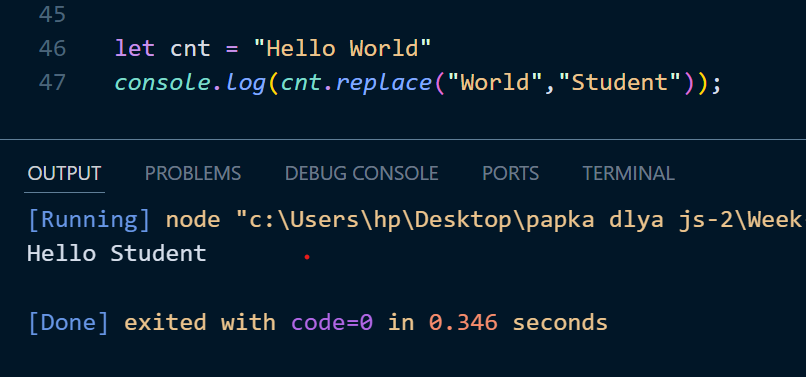 45
46 let cnt = "Hello World"
47 console.log(cnt.replace("World","Student"));
OUTPUT PROBLEMS DEBUG CONSOLE PORTS TERMINAL
[Running] node "c:\Users\hp\Desktop\papka dlya js-2\Week
Hello Student
[Done] exited with code=0 in 0.346 seconds